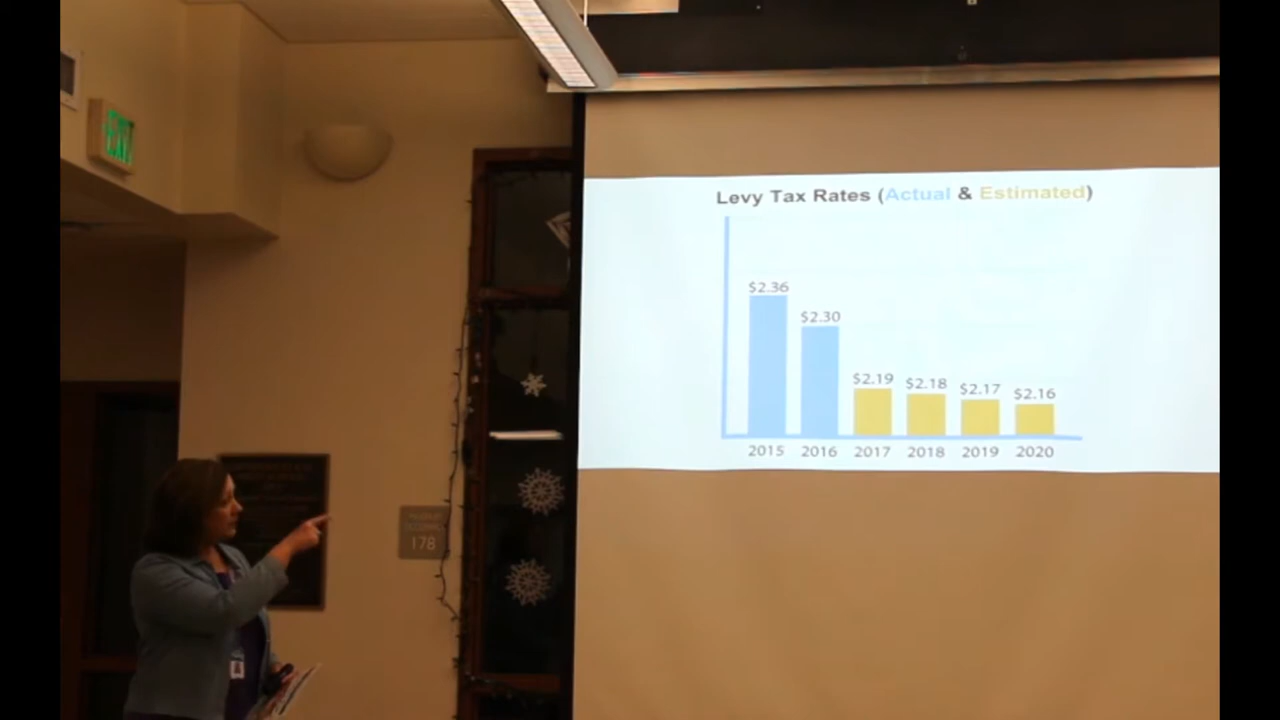 EXIT
Levy Tax Rates (Actual & Estimated)
$2.36
$2.30
$2.19
$2.18
$2.17
$2.16
2015 2016 2017 2018 2019 2020
178